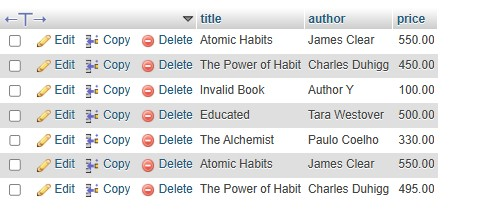 title author price
Edit Copy Delete Atomic Habits James Clear 550.00
Edit Copy Delete The Power of Habit Charles Duhigg 450.00
Edit Copy Delete Invalid Book Author Y 100.00
Edit Copy Delete Educated Tara Westover 500.00
Edit Copy Delete The Alchemist Paulo Coelho 330.00
Edit Copy Delete Atomic Habits James Clear 550.00
Edit Copy Delete The Power of Habit Charles Duhigg 495.00